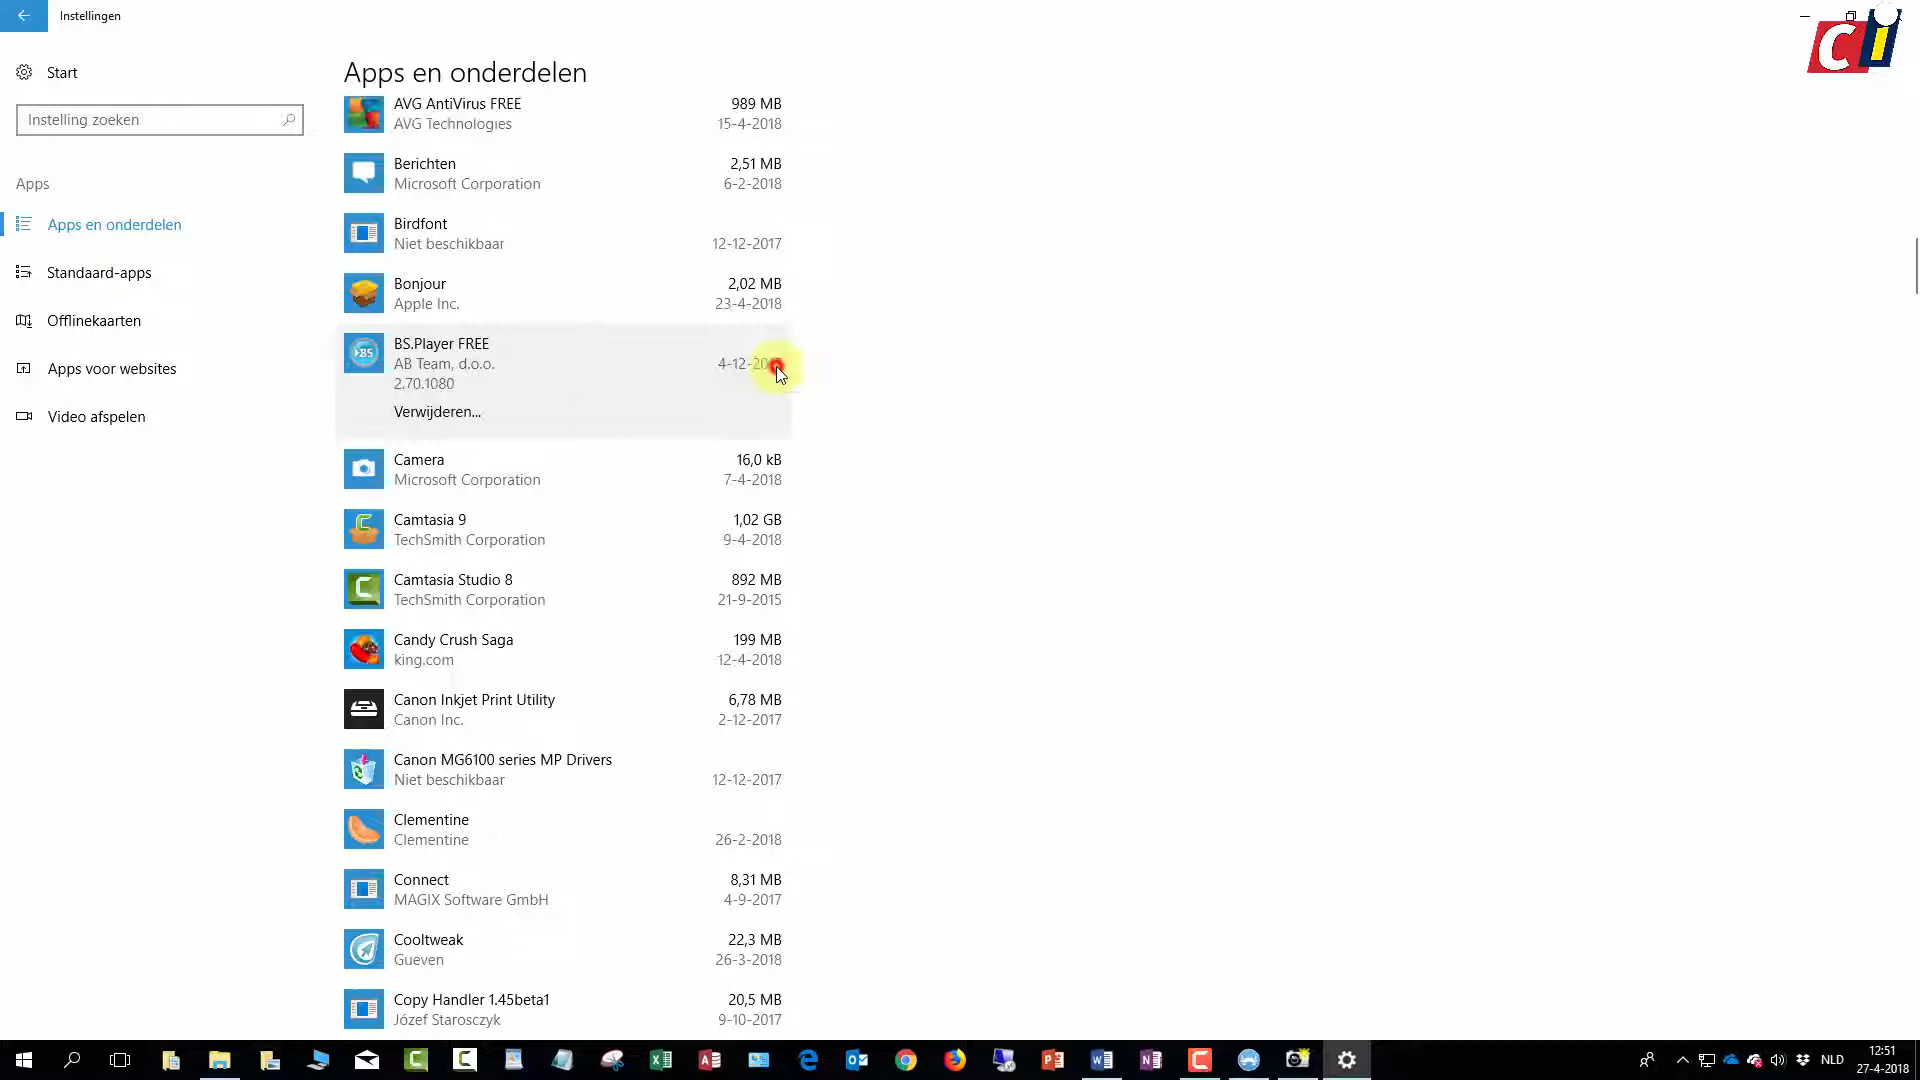 Instellingen
Ci
Start
Apps en onderdelen
Instelling zoeken
Apps
Apps en onderdelen
Standaard-apps
Offlinekaarten
Apps voor websites
Video afspelen
AVG AntiVirus FREE 989 MB
AVG Technologies 15-4-2018
Berichten 2,51 MB
Microsoft Corporation 6-2-2018
Birdfont
Niet beschikbaar 12-12-2017
Bonjour 2,02 MB
Apple Inc. 23-4-2018
BS.Player FREE
AB Team, d.o.o. 4-12-20
2.70.1080
Verwijderen...
Camera 16,0 kB
Microsoft Corporation 7-4-2018
Camtasia 9 1,02 GB
TechSmith Corporation 9-4-2018
Camtasia Studio 8 892 MB
TechSmith Corporation 21-9-2015
Candy Crush Saga 199 MB
king.com 12-4-2018
Canon Inkjet Print Utility 6,78 MB
Canon Inc. 2-12-2017
Canon MG6100 series MP Drivers
Niet beschikbaar 12-12-2017
Clementine
Clementine 26-2-2018
Connect 8,31 MB
MAGIX Software GmbH 4-9-2017
Cooltweak 22,3 MB
Gueven 26-3-2018
Copy Handler 1.45beta1 20,5 MB
Józef Starosczyk 9-10-2017
NLD
12:51
27-4-2018